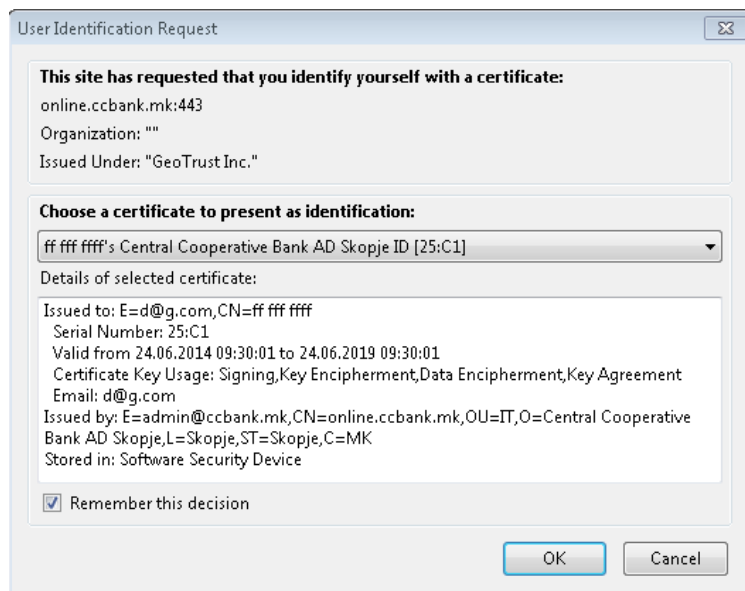 User Identification Request
This site has requested that you identify yourself with a certificate:
online.ccbank.mk:443
Organization: ""
Issued Under: "GeoTrust Inc."
Choose a certificate to present as identification:
ff fff ffff's Central Cooperative Bank AD Skopje ID [25:C1]
Details of selected certificate:
Issued to: E=d@g.com,CN=ff fff ffff
Serial Number: 25:C1
Valid from 24.06.2014 09:30:01 to 24.06.2019 09:30:01
Certificate Key Usage: Signing,Key Encipherment,Data Encipherment,Key Agreement
Email: d@g.com
Issued by: E=admin@ccbank.mk,CN=online.ccbank.mk,OU=IT,O=Central Cooperative
Bank AD Skopje,L=Skopje,ST=Skopje,C=MK
Stored in: Software Security Device
Remember this decision
OK Cancel